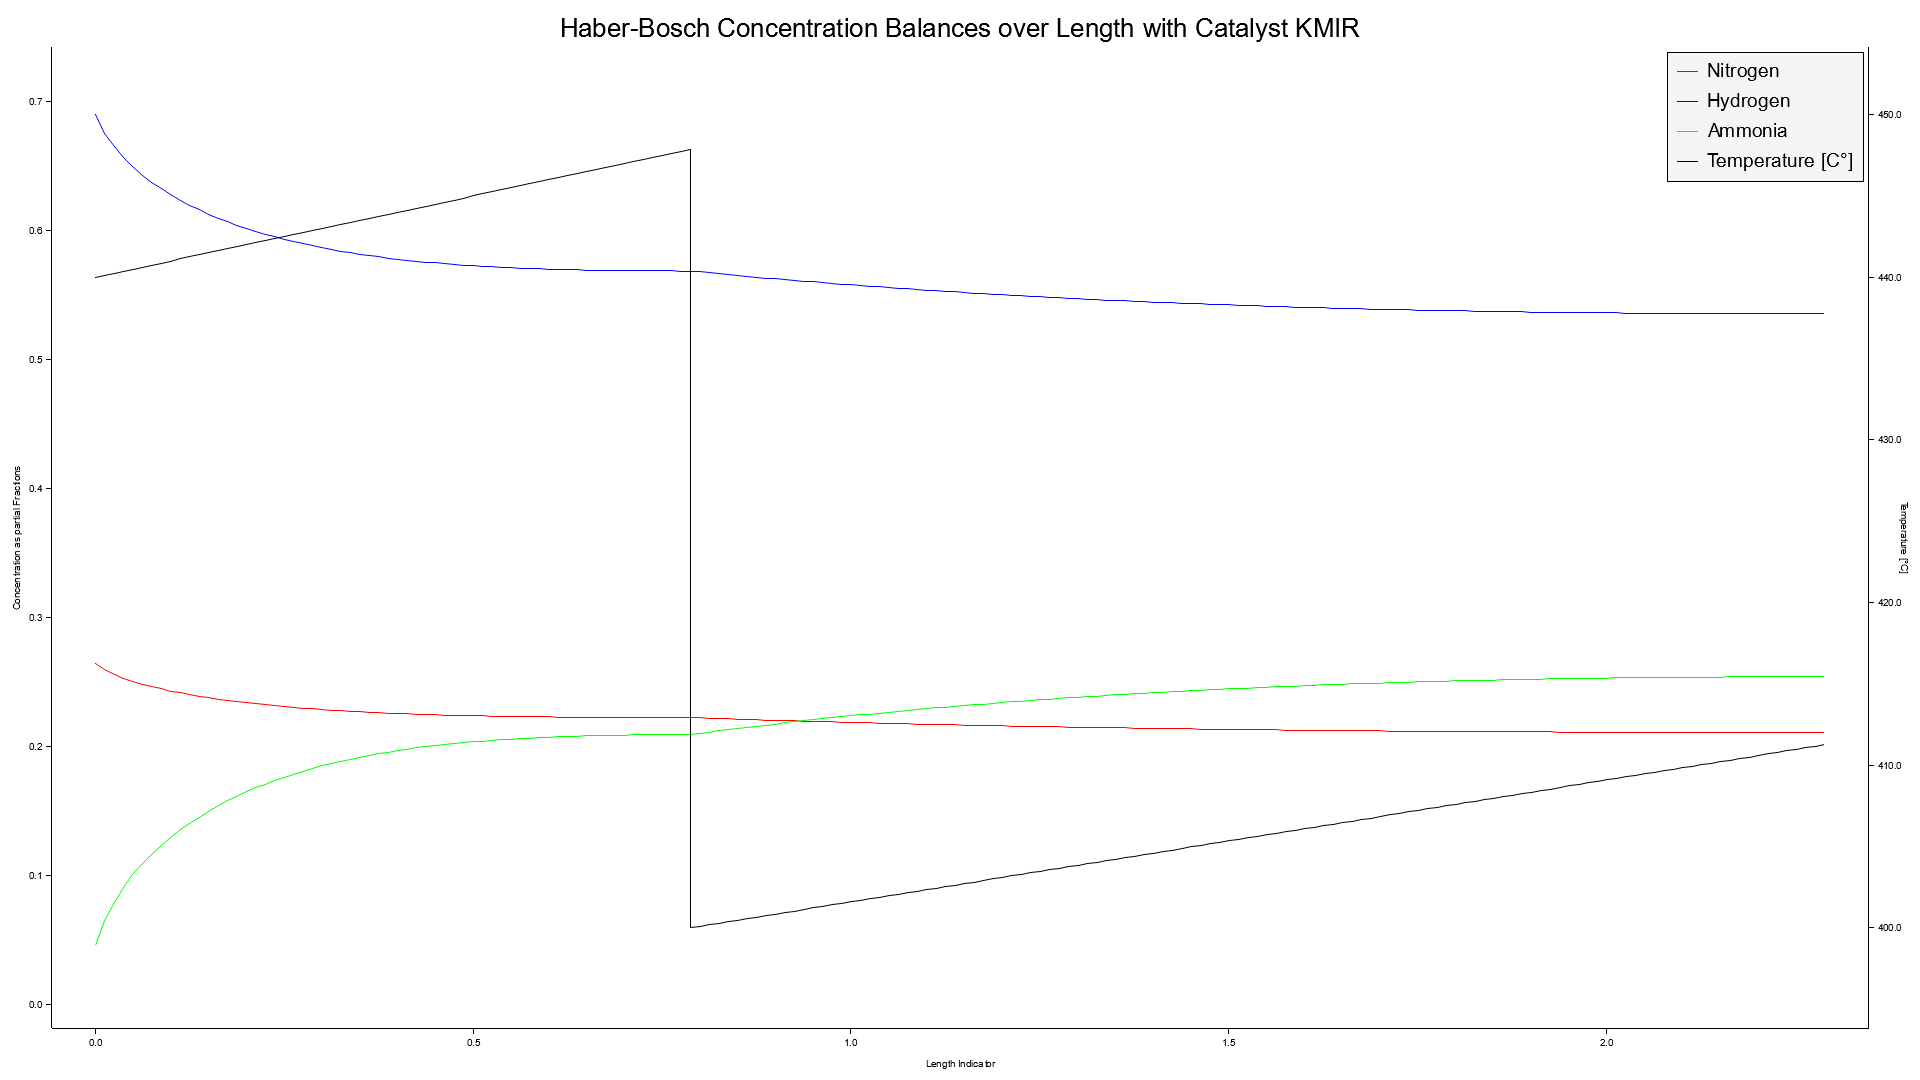 Haber-Bosch Concentration Balances over Length with Catalyst KMIR
Nitrogen
Hydrogen
Ammonia
Temperature [C°]
0.7
0.6
0.5
0.4
0.3
0.2
0.1
0.0
Concentration as partial Fractions
450.0
440.0
430.0
420.0
410.0
400.0
Temperature [°C]
0.0
0.5
1.0
1.5
2.0
Length Indicator